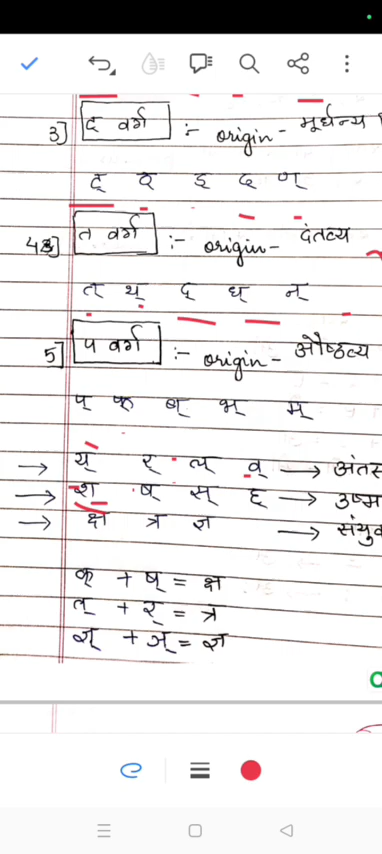 3] ट वर्ग :- origin - मूर्धन्य
ट् ठ् ड् ढ् ण्
4] त वर्ग :- origin - दंतव्य
त् थ् द् ध् न्
5] प वर्ग :- origin - औष्ठव्य
प् फ् ब् भ् म्
→ य् र् ल् व् → अंतस
→ श ष् स् ह् → उष्म
→ क्ष त्र ज्ञ → संयु
क् + ष् = क्ष
त् + र् = त्र
ज् + ञ् = ज्ञ